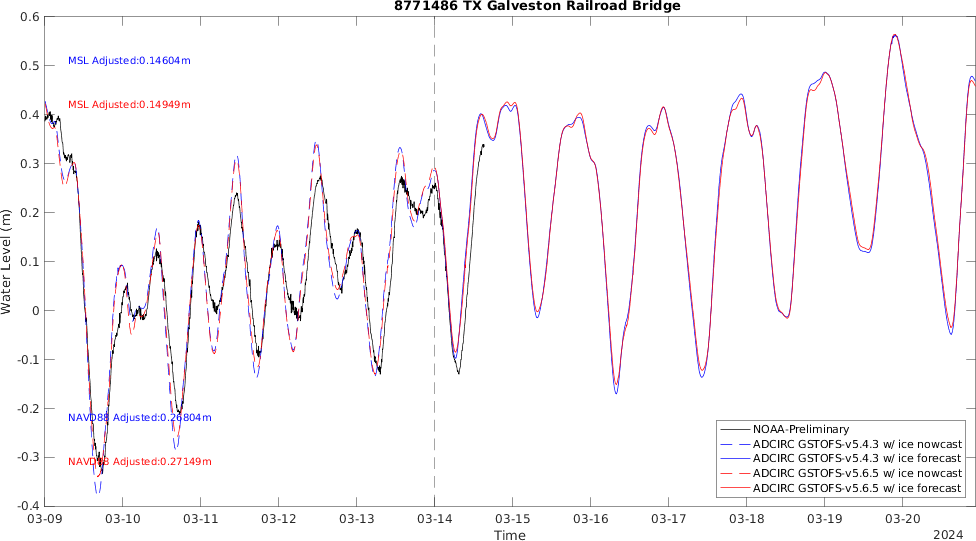 8771486 TX Galveston Railroad Bridge
0.6
0.5
0.4
0.3
0.2
0.1
0
-0.1
-0.2
-0.3
-0.4
Water Level (m)
MSL Adjusted:0.14604m
MSL Adjusted:0.14949m
NAVD88 Adjusted:0.26804m
NAVD88 Adjusted:0.27149m
NOAA-Preliminary
ADCIRC GSTOFS-v5.4.3 w/ ice nowcast
ADCIRC GSTOFS-v5.4.3 w/ ice forecast
ADCIRC GSTOFS-v5.6.5 w/ ice nowcast
ADCIRC GSTOFS-v5.6.5 w/ ice forecast
03-09 03-10 03-11 03-12 03-13 03-14 03-15 03-16 03-17 03-18 03-19 03-20
Time
2024